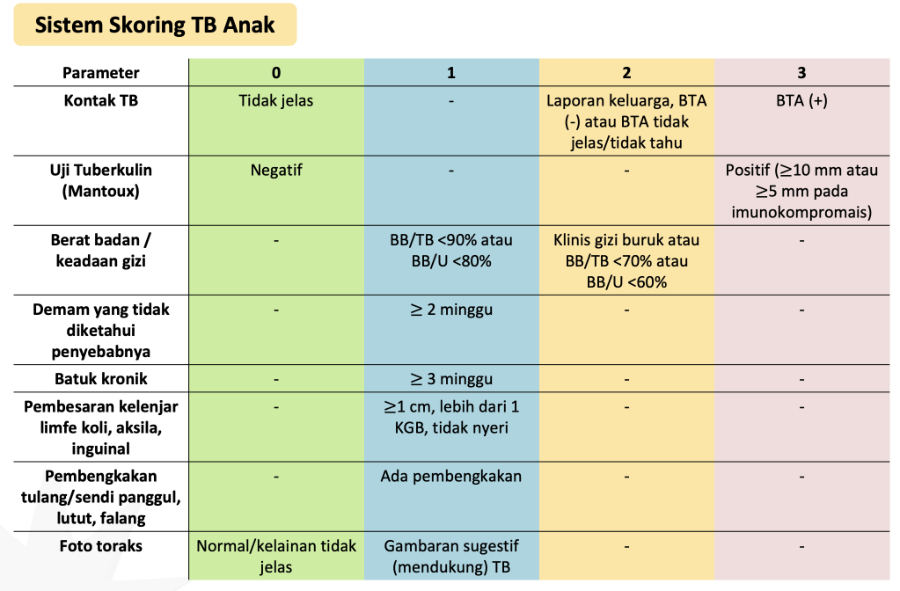 Sistem Skoring TB Anak
Parameter 0 1 2 3
Kontak TB Tidak jelas - Laporan keluarga, BTA BTA (+)
(-) atau BTA tidak
jelas/tidak tahu
Uji Tuberkulin Negatif - - Positif (≥10 mm atau
(Mantoux) ≥5 mm pada
imunokompromais)
Berat badan / - BB/TB <90% atau Klinis gizi buruk atau -
keadaan gizi BB/U <80% BB/TB <70% atau
BB/U <60%
Demam yang tidak - ≥ 2 minggu - -
diketahui
penyebabnya
Batuk kronik - ≥ 3 minggu - -
Pembesaran kelenjar - ≥1 cm, lebih dari 1 - -
limfe koli, aksila, KGB, tidak nyeri
inguinal
Pembengkakan - Ada pembengkakan - -
tulang/sendi panggul,
lutut, falang
Foto toraks Normal/kelainan tidak Gambaran sugestif - -
jelas (mendukung) TB